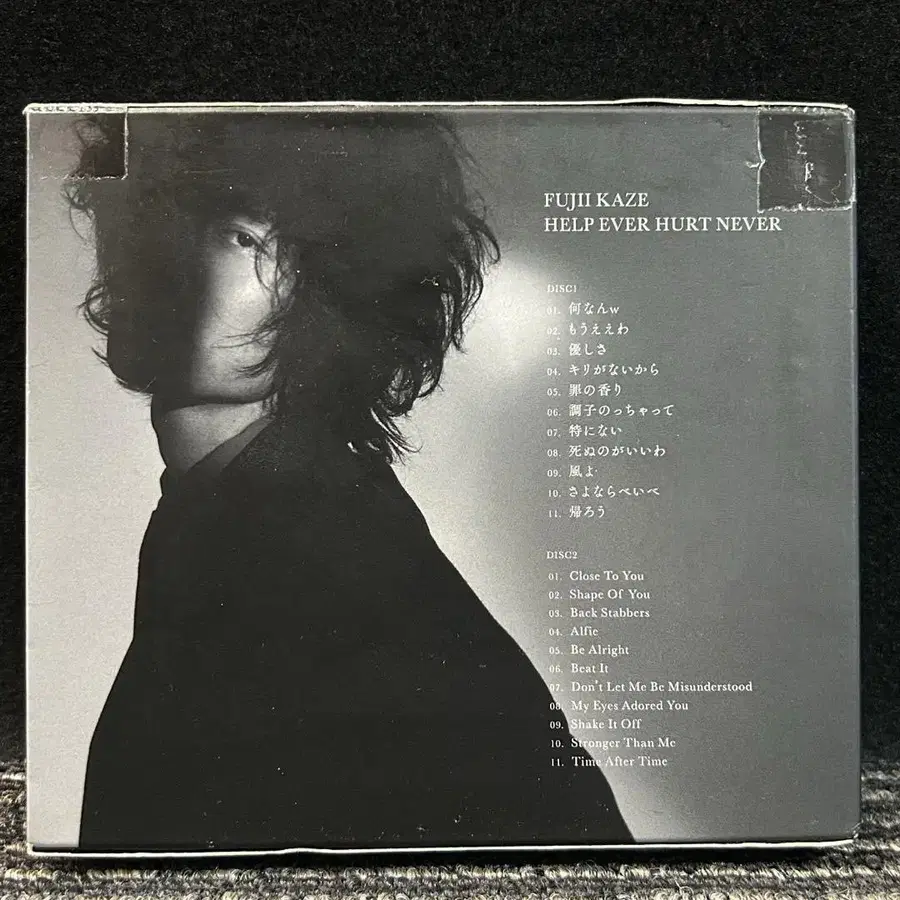 FUJII KAZE
HELP EVER HURT NEVER
DISC1
01. 何なんw
02. もうええわ
03. 優しさ
04. キリがないから
05. 罪の香り
06. 調子のっちゃって
07. 特にない
08. 死ぬのがいいわ
09. 風よ
10. さよならべいべ
11. 帰ろう
DISC2
01. Close To You
02. Shape Of You
03. Back Stabbers
04. Alfie
05. Be Alright
06. Beat It
07. Don't Let Me Be Misunderstood
08. My Eyes Adored You
09. Shake It Off
10. Stronger Than Me
11. Time After Time